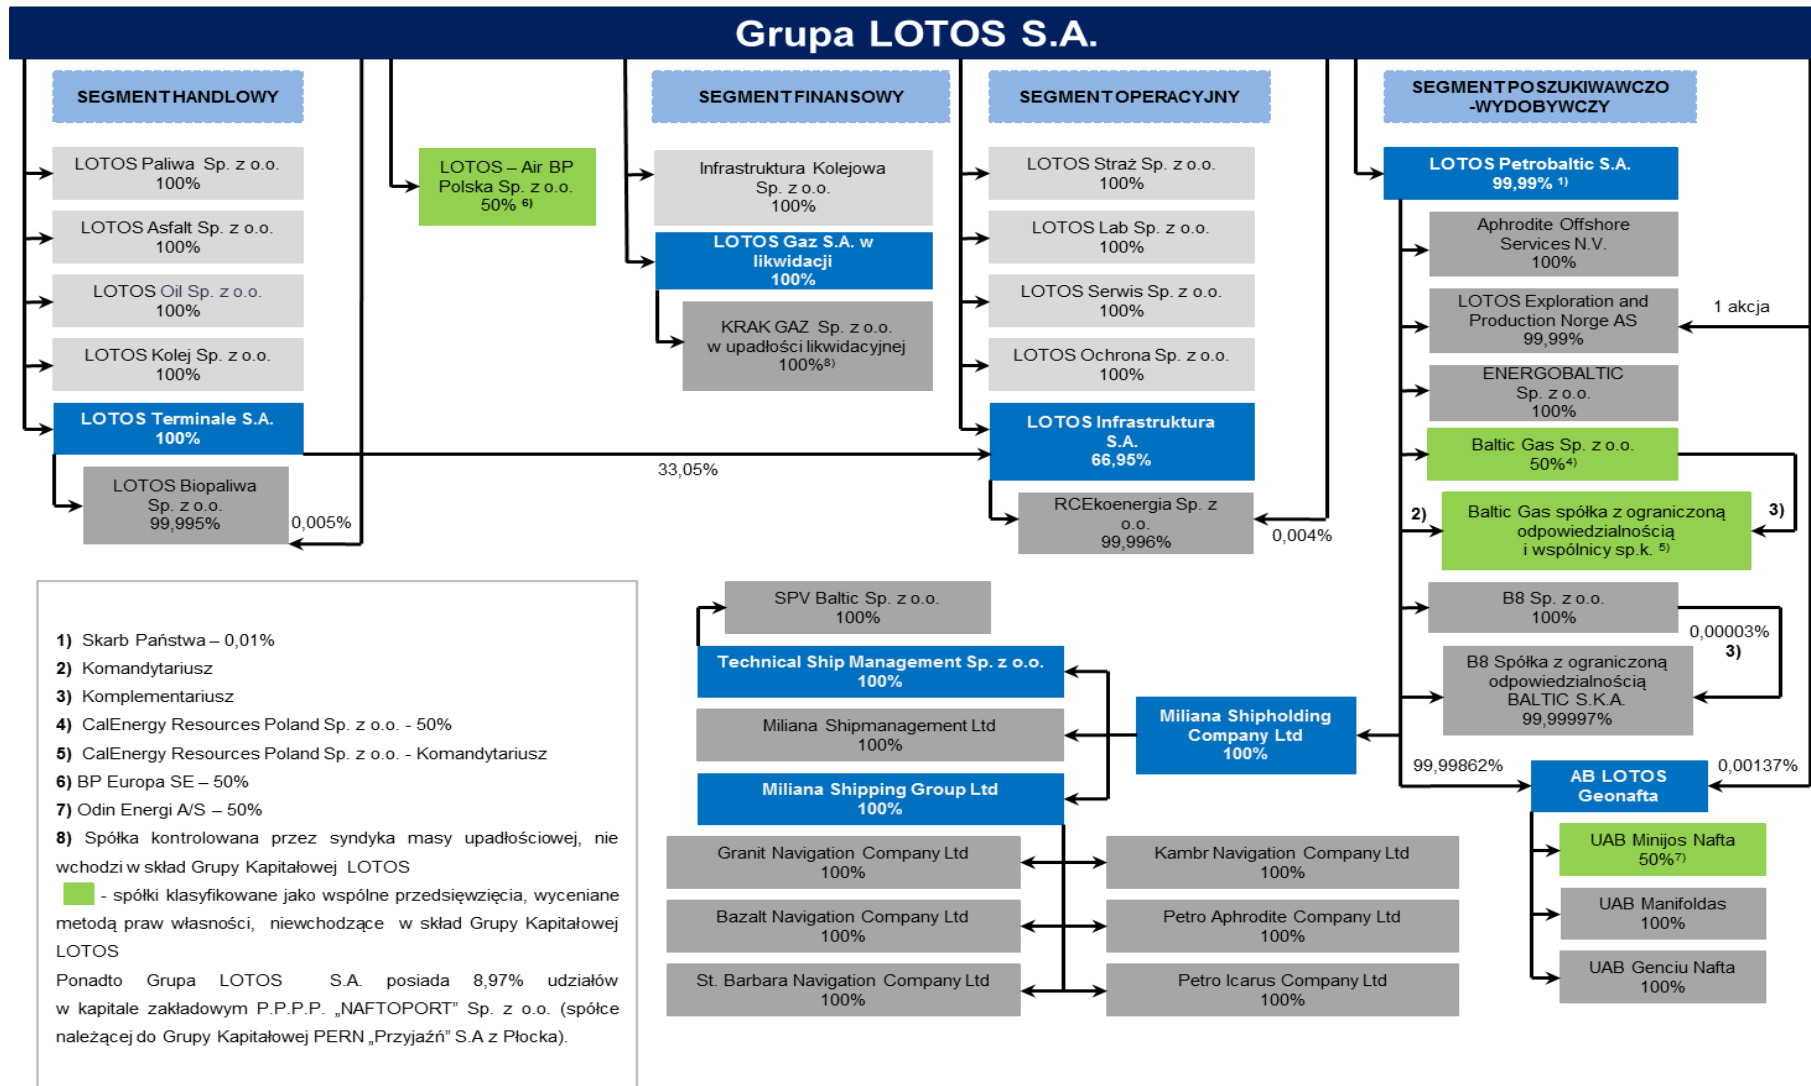 Grupa LOTOS S.A.
SEGMENT HANDLOWY
LOTOS Paliwa Sp. z o.o.
100%
LOTOS Asfalt Sp. z o.o.
100%
LOTOS Oil Sp. z o.o.
100%
LOTOS Kolej Sp. z o.o.
100%
LOTOS Terminale S.A.
100%
LOTOS Biopaliwa
Sp. z o.o.
99,995%
0,005%
33,05%
LOTOS – Air BP
Polska Sp. z o.o.
50% 6)
SEGMENT FINANSOWY
Infrastruktura Kolejowa
Sp. z o.o.
100%
LOTOS Gaz S.A. w
likwidacji
100%
KRAK GAZ Sp. z o.o.
w upadłości likwidacyjnej
100%8)
SEGMENT OPERACYJNY
LOTOS Straż Sp. z o.o.
100%
LOTOS Lab Sp. z o.o.
100%
LOTOS Serwis Sp. z o.o.
100%
LOTOS Ochrona Sp. z o.o.
100%
LOTOS Infrastruktura
S.A.
66,95%
RCEkoenergia Sp. z
o.o.
99,996%
0,004%
SEGMENT POSZUKIWAWCZO
-WYDOBYWCZY
LOTOS Petrobaltic S.A.
99,99% 1)
Aphrodite Offshore
Services N.V.
100%
LOTOS Exploration and
Production Norge AS
99,99%
1 akcja
ENERGOBALTIC
Sp. z o.o.
100%
Baltic Gas Sp. z o.o.
50%4)
2)
Baltic Gas spółka z ograniczoną
odpowiedzialnością
i wspólnicy sp.k. 5)
3)
B8 Sp. z o.o.
100%
0,00003%
3)
B8 Spółka z ograniczoną
odpowiedzialnością
BALTIC S.K.A.
99,99997%
99,99862%
0,00137%
AB LOTOS
Geonafta
UAB Minijos Nafta
50%7)
UAB Manifoldas
100%
UAB Genciu Nafta
100%
Miliana Shipholding
Company Ltd
100%
SPV Baltic Sp. z o.o.
100%
Technical Ship Management Sp. z o.o.
100%
Miliana Shipmanagement Ltd
100%
Miliana Shipping Group Ltd
100%
Granit Navigation Company Ltd
100%
Kambr Navigation Company Ltd
100%
Bazalt Navigation Company Ltd
100%
Petro Aphrodite Company Ltd
100%
St. Barbara Navigation Company Ltd
100%
Petro Icarus Company Ltd
100%
1) Skarb Państwa – 0,01%
2) Komandytariusz
3) Komplementariusz
4) CalEnergy Resources Poland Sp. z o.o. - 50%
5) CalEnergy Resources Poland Sp. z o.o. - Komandytariusz
6) BP Europa SE – 50%
7) Odin Energi A/S – 50%
8) Spółka kontrolowana przez syndyka masy upadłościowej, nie
wchodzi w skład Grupy Kapitałowej LOTOS
- spółki klasyfikowane jako wspólne przedsięwzięcia, wyceniane
metodą praw własności, niewchodzące w skład Grupy Kapitałowej
LOTOS
Ponadto Grupa LOTOS S.A. posiada 8,97% udziałów
w kapitale zakładowym P.P.P.P. „NAFTOPORT” Sp. z o.o. (spółce
należącej do Grupy Kapitałowej PERN „Przyjaźń” S.A z Płocka).